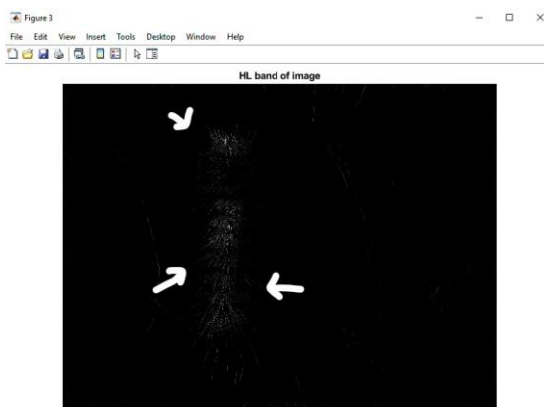 Figure 3
File Edit View Insert Tools Desktop Window Help
HL band of image